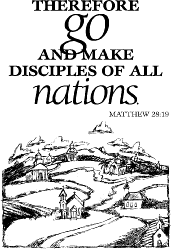 THEREFORE
go
AND MAKE
DISCIPLES OF ALL
nations.
MATTHEW 28:19